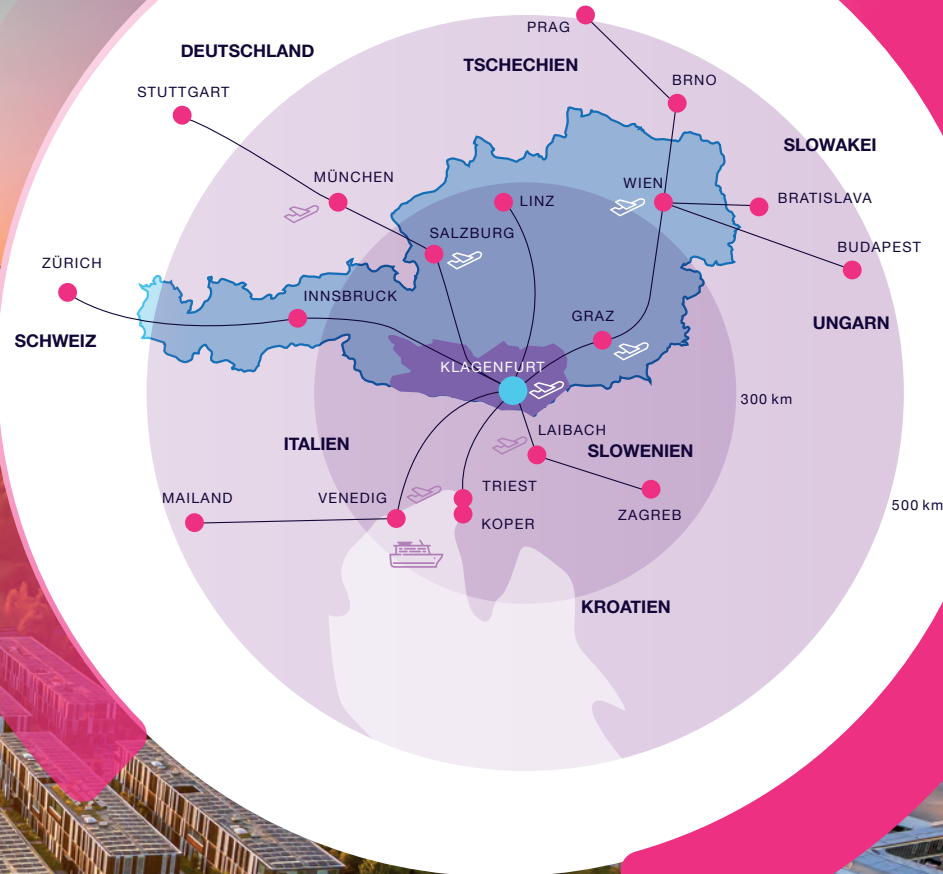 PRAG
DEUTSCHLAND
TSCHECHIEN
BRNO
STUTTGART
SLOWAKEI
MÜNCHEN
WIEN
LINZ
BRATISLAVA
SALZBURG
BUDAPEST
ZÜRICH
INNSBRUCK
GRAZ
UNGARN
SCHWEIZ
KLAGENFURT
300 km
LAIBACH
ITALIEN
SLOWENIEN
TRIEST
MAILAND
VENEDIG
500 km
ZAGREB
KOPER
KROATIEN